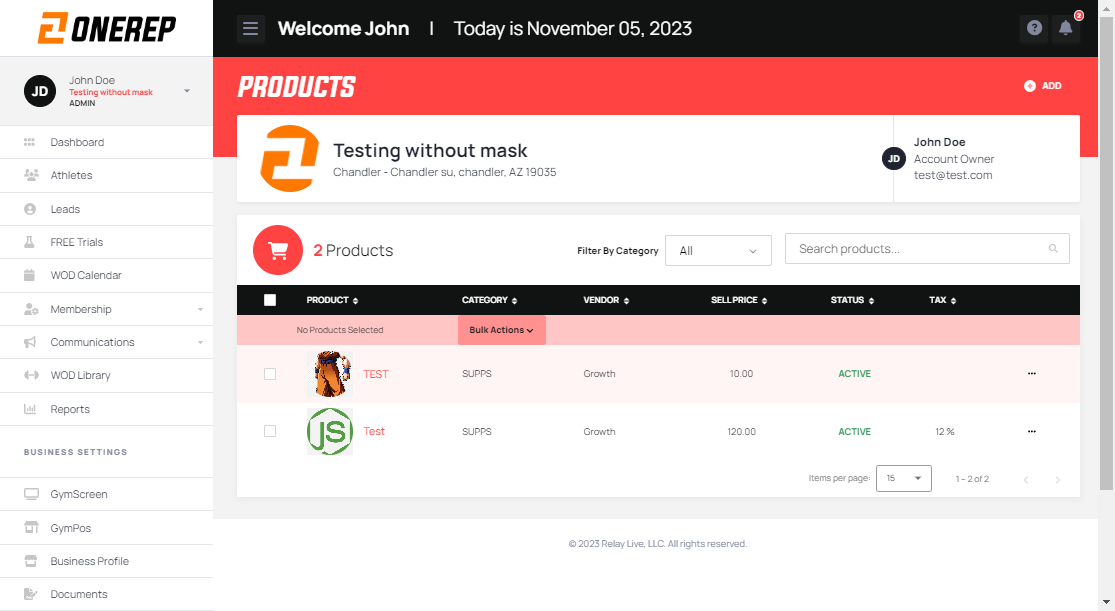 ONEREP
Welcome John | Today is November 05, 2023
2
JD
John Doe
Testing without mask
ADMIN
Dashboard
Athletes
Leads
FREE Trials
WOD Calendar
Membership
Communications
WOD Library
Reports
BUSINESS SETTINGS
GymScreen
GymPos
Business Profile
Documents
PRODUCTS
ADD
Testing without mask
Chandler - Chandler su, chandler, AZ 19035
JD
John Doe
Account Owner
test@test.com
2 Products
Filter By Category All Search products...
PRODUCT CATEGORY VENDOR SELL PRICE STATUS TAX
No Products Selected Bulk Actions
TEST SUPPS Growth 10.00 ACTIVE ...
JS Test SUPPS Growth 120.00 ACTIVE 12 % ...
Items per page: 15 1 – 2 of 2
© 2023 Relay Live, LLC. All rights reserved.